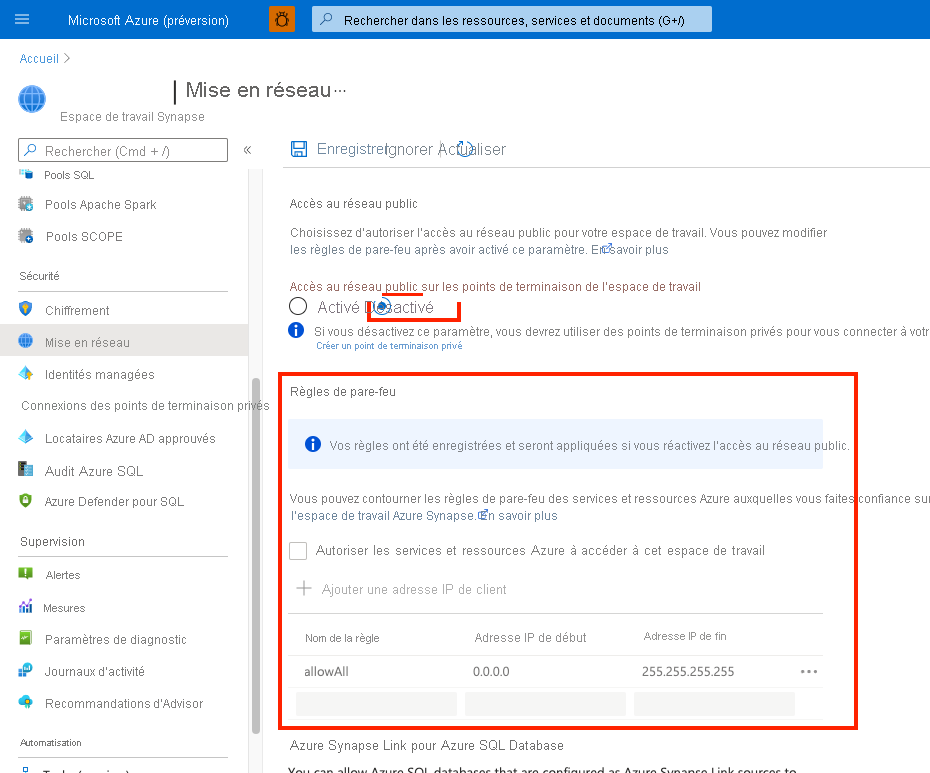 Microsoft Azure (préversion)
Rechercher dans les ressources, services et documents (G+/)
Accueil
Mise en réseau...
Espace de travail Synapse
Rechercher (Cmd + /)
«
Pools SQL
Pools Apache Spark
Pools SCOPE
Sécurité
Chiffrement
Mise en réseau
Identités managées
Connexions des points de terminaison privés
Locataires Azure AD approuvés
Audit Azure SQL
Azure Defender pour SQL
Supervision
Alertes
Mesures
Paramètres de diagnostic
Journaux d'activité
Recommandations d'Advisor
Automatisation
Enregistrer Ignorer Actualiser
Accès au réseau public
Choisissez d'autoriser l'accès au réseau public pour votre espace de travail. Vous pouvez modifier
les règles de pare-feu après avoir activé ce paramètre. En savoir plus
Accès au réseau public sur les points de terminaison de l'espace de travail
Activé Désactivé
Si vous désactivez ce paramètre, vous devrez utiliser des points de terminaison privés pour vous connecter à votr
Créer un point de terminaison privé
Règles de pare-feu
Vos règles ont été enregistrées et seront appliquées si vous réactivez l'accès au réseau public.
Vous pouvez contourner les règles de pare-feu des services et ressources Azure auxquelles vous faites confiance sur
l'espace de travail Azure Synapse. En savoir plus
Autoriser les services et ressources Azure à accéder à cet espace de travail
Ajouter une adresse IP de client
Nom de la règle Adresse IP de début Adresse IP de fin
allowAll 0.0.0.0 255.255.255.255 ...
Azure Synapse Link pour Azure SQL Database
You can allow Azure SQL databases that are configured as Azure Synapse Link sources to